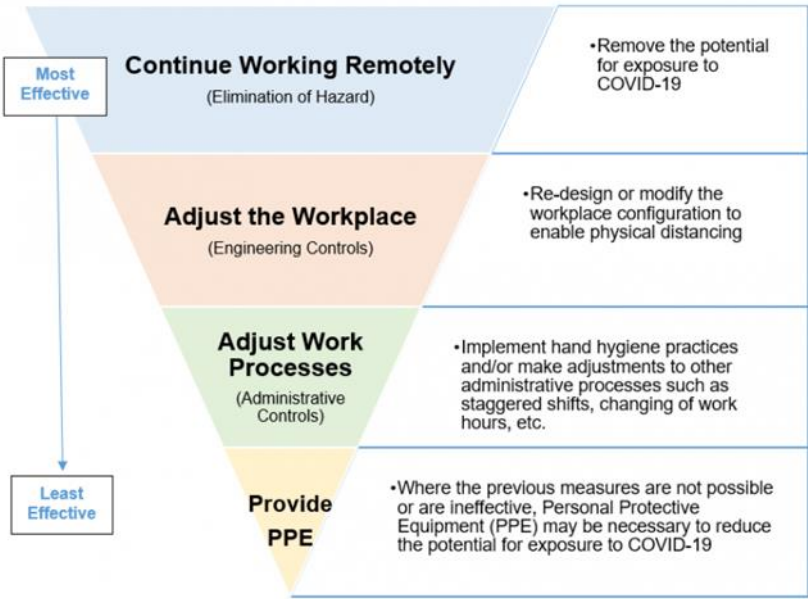 Most
Effective
Continue Working Remotely
(Elimination of Hazard)
•Remove the potential
for exposure to
COVID-19
Adjust the Workplace
(Engineering Controls)
•Re-design or modify the
workplace configuration to
enable physical distancing
Adjust Work
Processes
(Administrative
Controls)
•Implement hand hygiene practices
and/or make adjustments to other
administrative processes such as
staggered shifts, changing of work
hours, etc.
Least
Effective
Provide
PPE
•Where the previous measures are not possible
or are ineffective, Personal Protective
Equipment (PPE) may be necessary to reduce
the potential for exposure to COVID-19